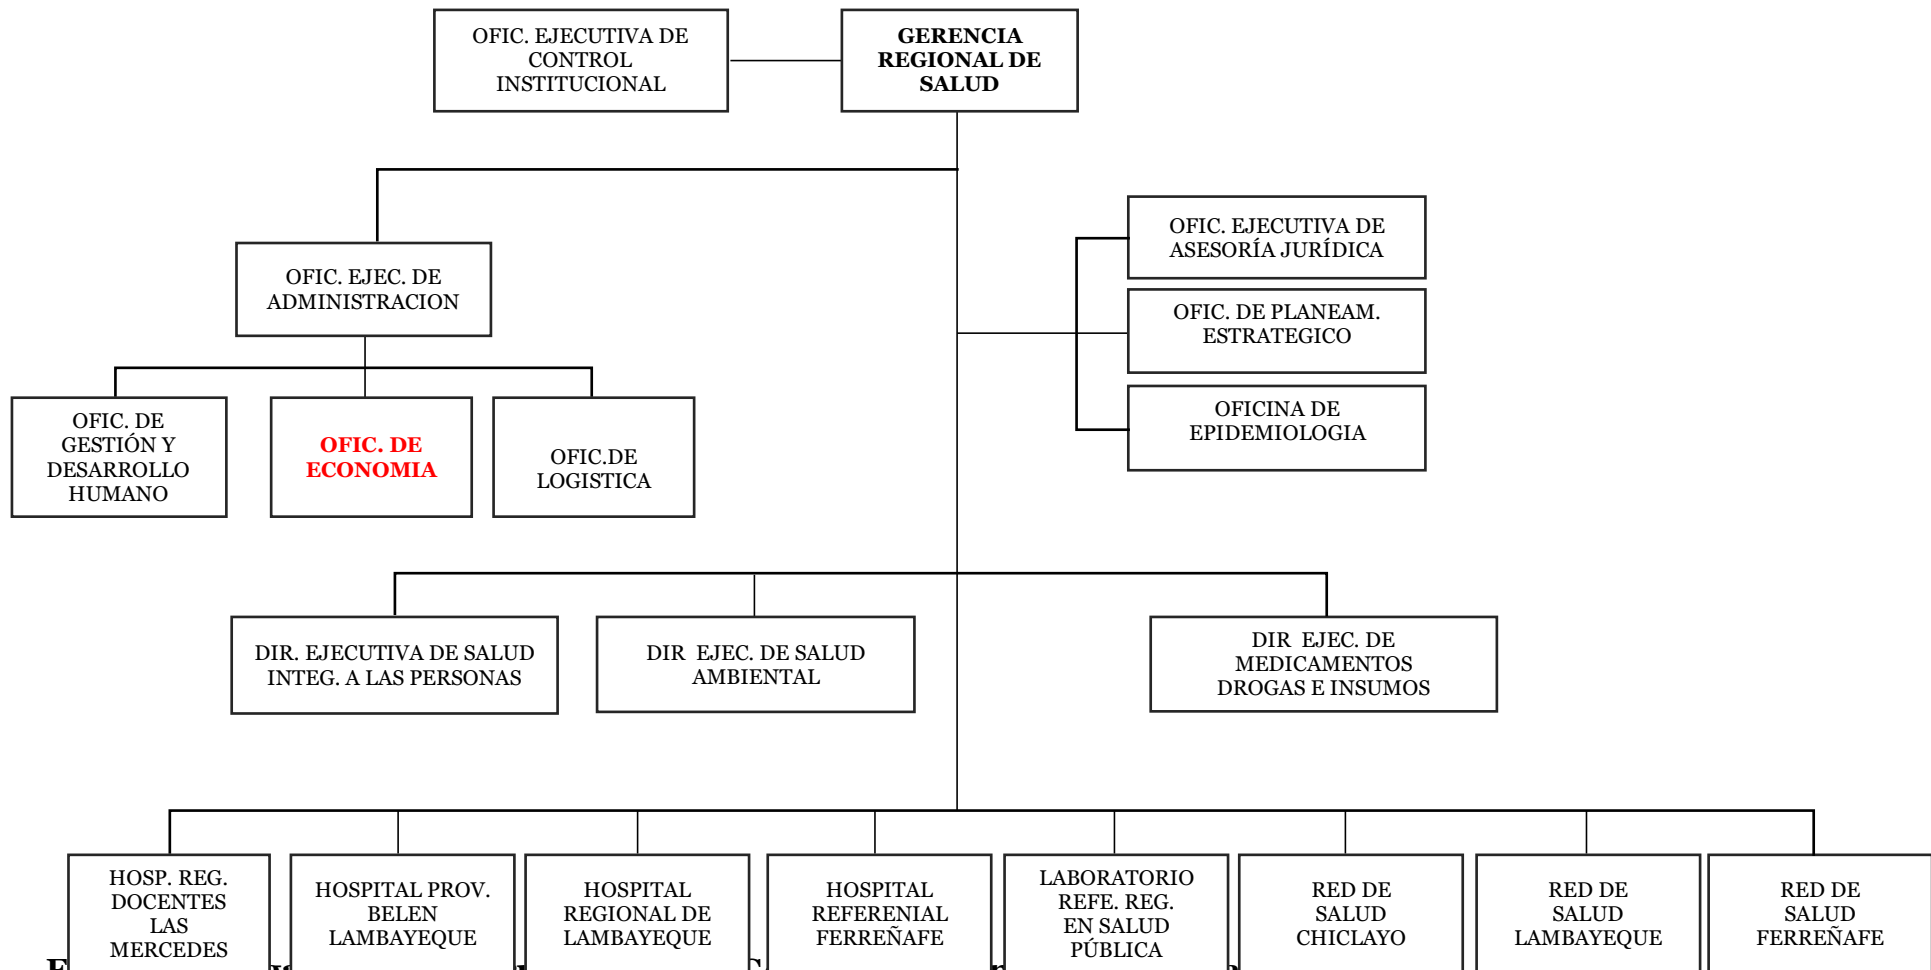 OFIC. EJECUTIVA DE
CONTROL
INSTITUCIONAL
GERENCIA
REGIONAL DE
SALUD
OFIC. EJECUTIVA DE
ASESORÍA JURÍDICA
OFIC. EJEC. DE
ADMINISTRACION
OFIC. DE PLANEAM.
ESTRATEGICO
OFICINA DE
EPIDEMIOLOGIA
OFIC. DE
GESTIÓN Y
DESARROLLO
HUMANO
OFIC. DE
ECONOMIA
OFIC.DE
LOGISTICA
DIR. EJECUTIVA DE SALUD
INTEG. A LAS PERSONAS
DIR EJEC. DE SALUD
AMBIENTAL
DIR EJEC. DE
MEDICAMENTOS
DROGAS E INSUMOS
HOSP. REG.
DOCENTES
LAS
MERCEDES
HOSPITAL PROV.
BELEN
LAMBAYEQUE
HOSPITAL
REGIONAL DE
LAMBAYEQUE
HOSPITAL
REFERENIAL
FERREÑAFE
LABORATORIO
REFE. REG.
EN SALUD
PÚBLICA
RED DE
SALUD
CHICLAYO
RED DE
SALUD
LAMBAYEQUE
RED DE
SALUD
FERREÑAFE